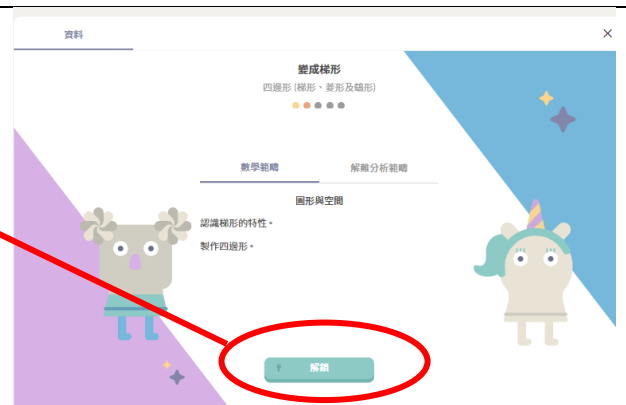 資料
×
變成梯形
四邊形 (梯形、菱形及鷂形)
數學範疇 解難分析範疇
圖形與空間
認識梯形的特性。
製作四邊形。
解鎖